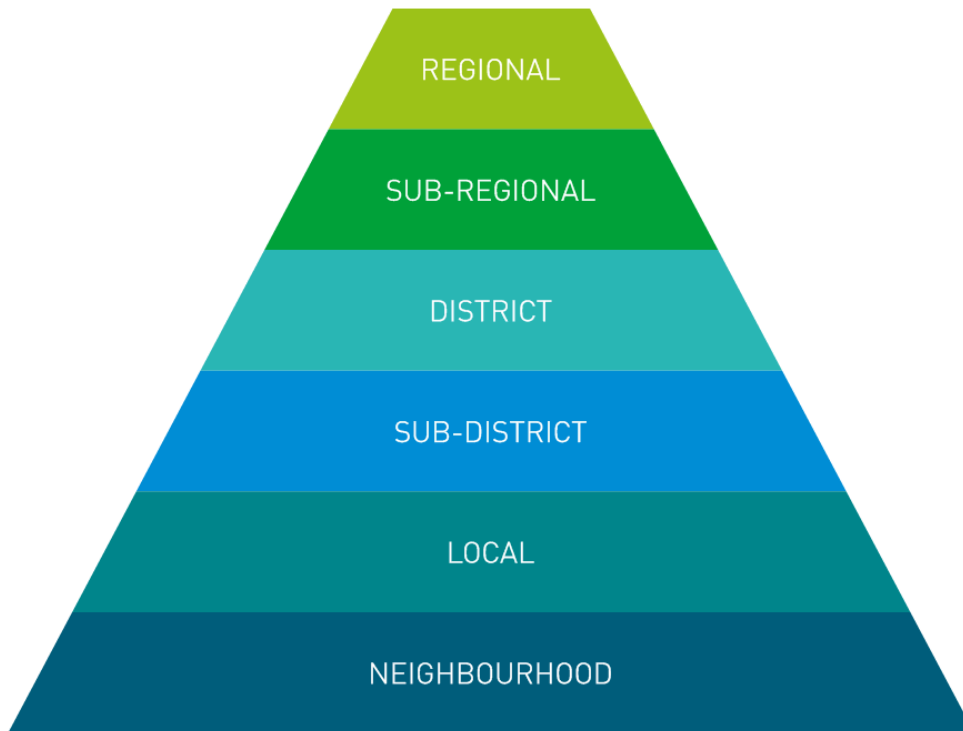 REGIONAL
SUB-REGIONAL
DISTRICT
SUB-DISTRICT
LOCAL
NEIGHBOURHOOD